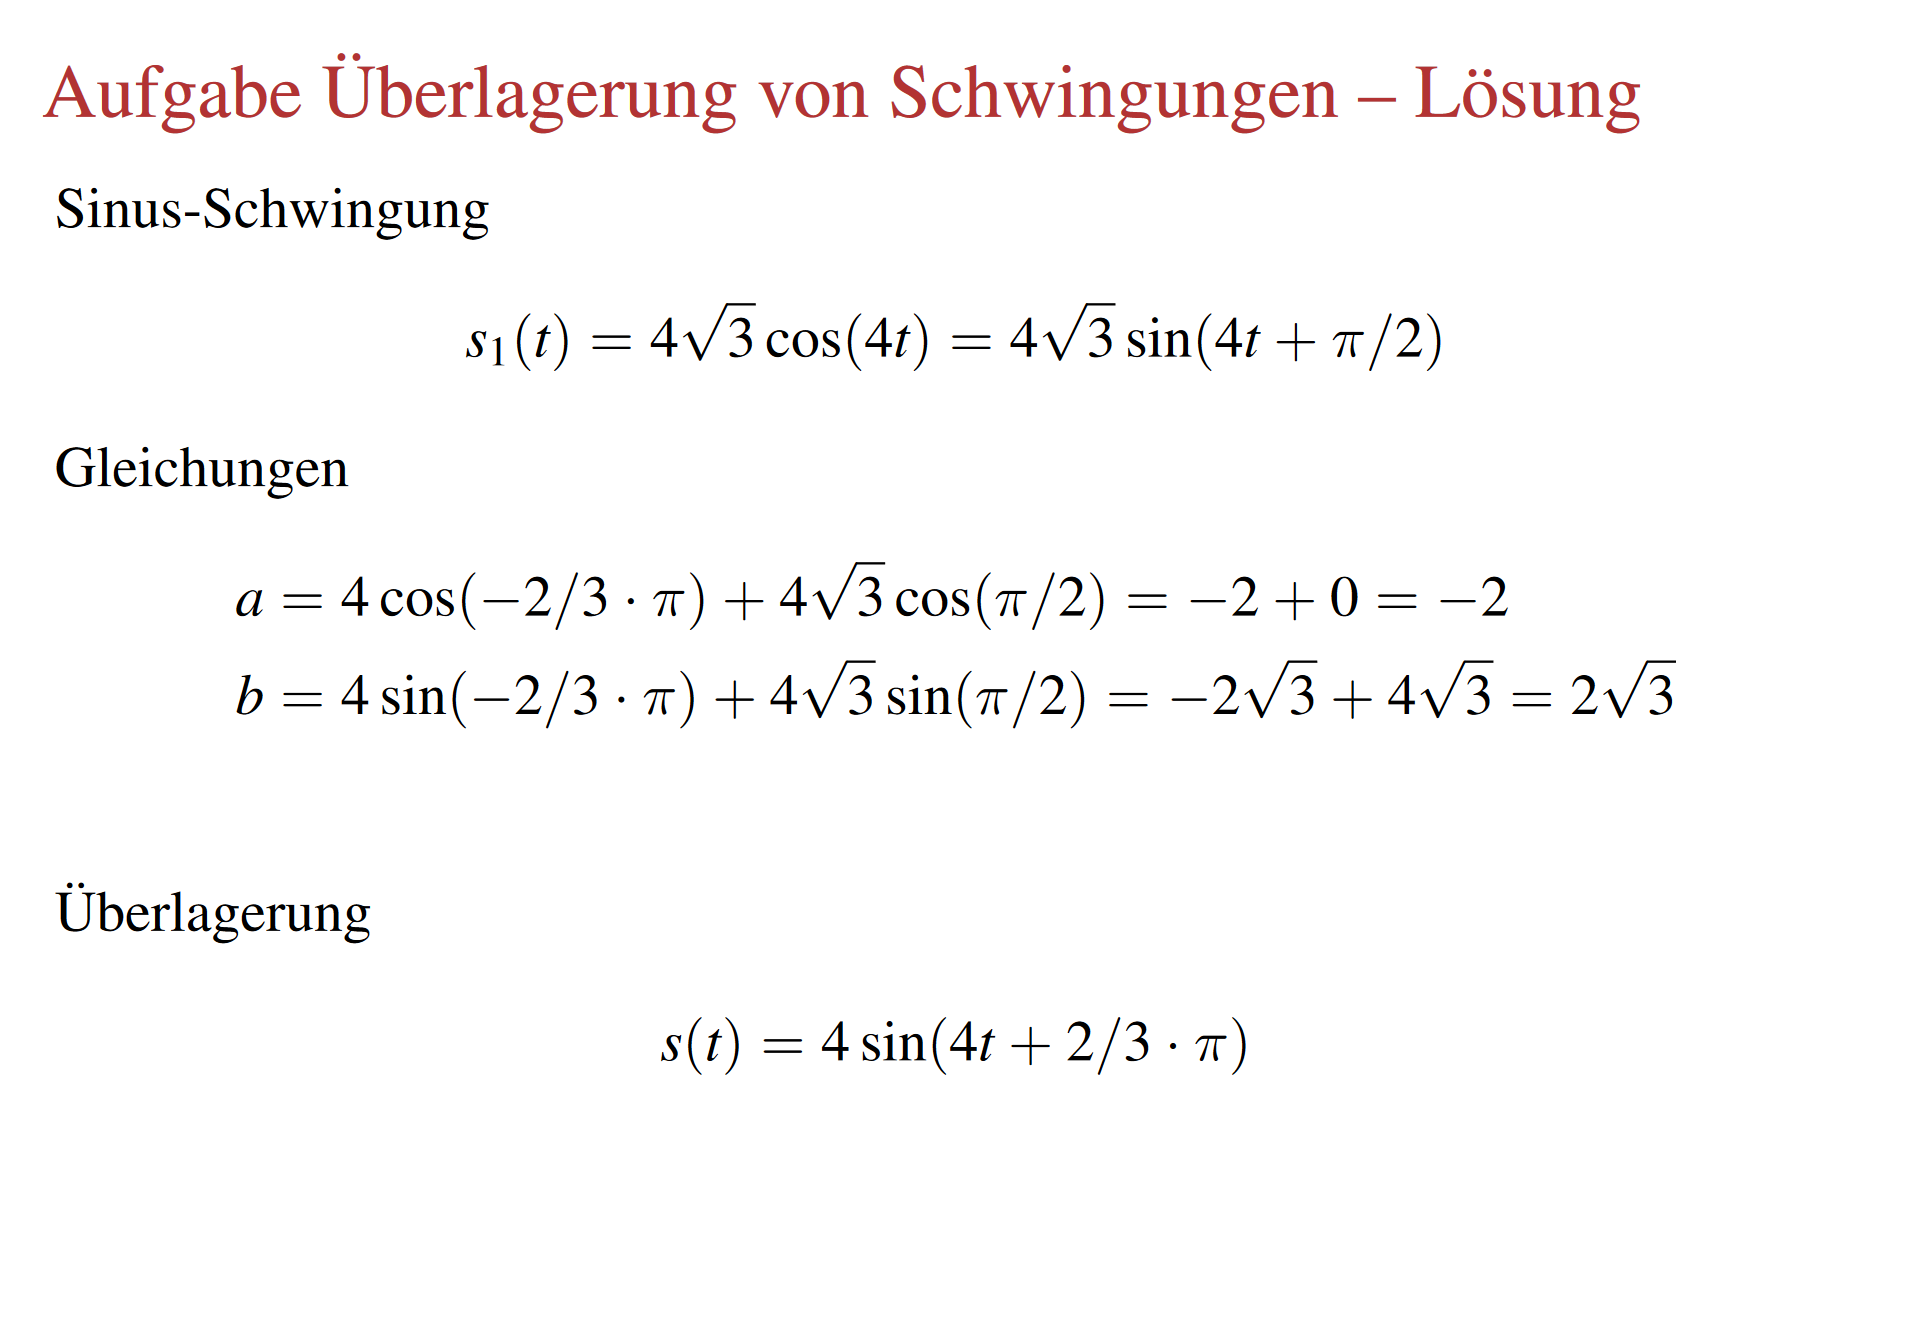 Aufgabe Überlagerung von Schwingungen – Lösung
Sinus-Schwingung
s₁(t) = 4√3 cos(4t) = 4√3 sin(4t + π/2)
Gleichungen
a = 4 cos(−2/3 · π) + 4√3 cos(π/2) = −2 + 0 = −2
b = 4 sin(−2/3 · π) + 4√3 sin(π/2) = −2√3 + 4√3 = 2√3
Überlagerung
s(t) = 4 sin(4t + 2/3 · π)